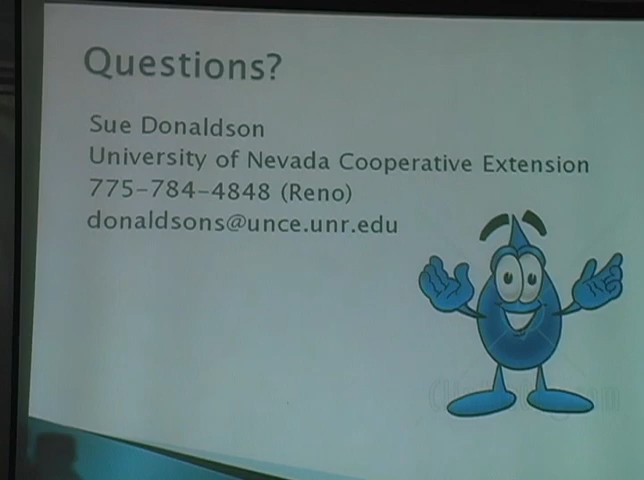 Questions?
Sue Donaldson
University of Nevada Cooperative Extension
775-784-4848 (Reno)
donaldsons@unce.unr.edu